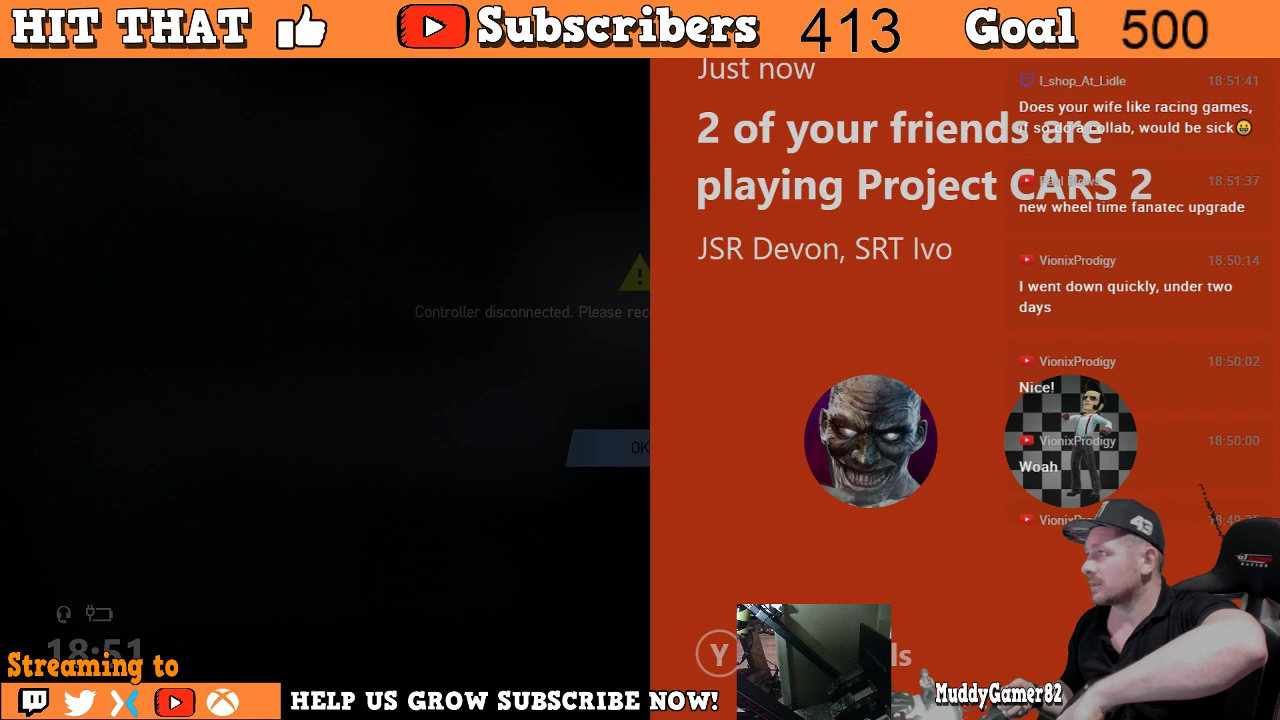 HIT THAT
Subscribers 413
Goal 500
Just now
2 of your friends are
playing Project CARS 2
JSR Devon, SRT Ivo
I_shop_At_Lidle 18:51:41
Does your wife like racing games,
if so do a collab, would be sick
18:51:37
new wheel time fanatec upgrade
VionixProdigy 18:50:14
I went down quickly, under two
days
VionixProdigy 18:50:02
Nice!
VionixProdigy 18:50:00
Woah
Controller disconnected. Please
OK
43
18:51
Y
Streaming to
HELP US GROW SUBSCRIBE NOW!
MuddyGamer82